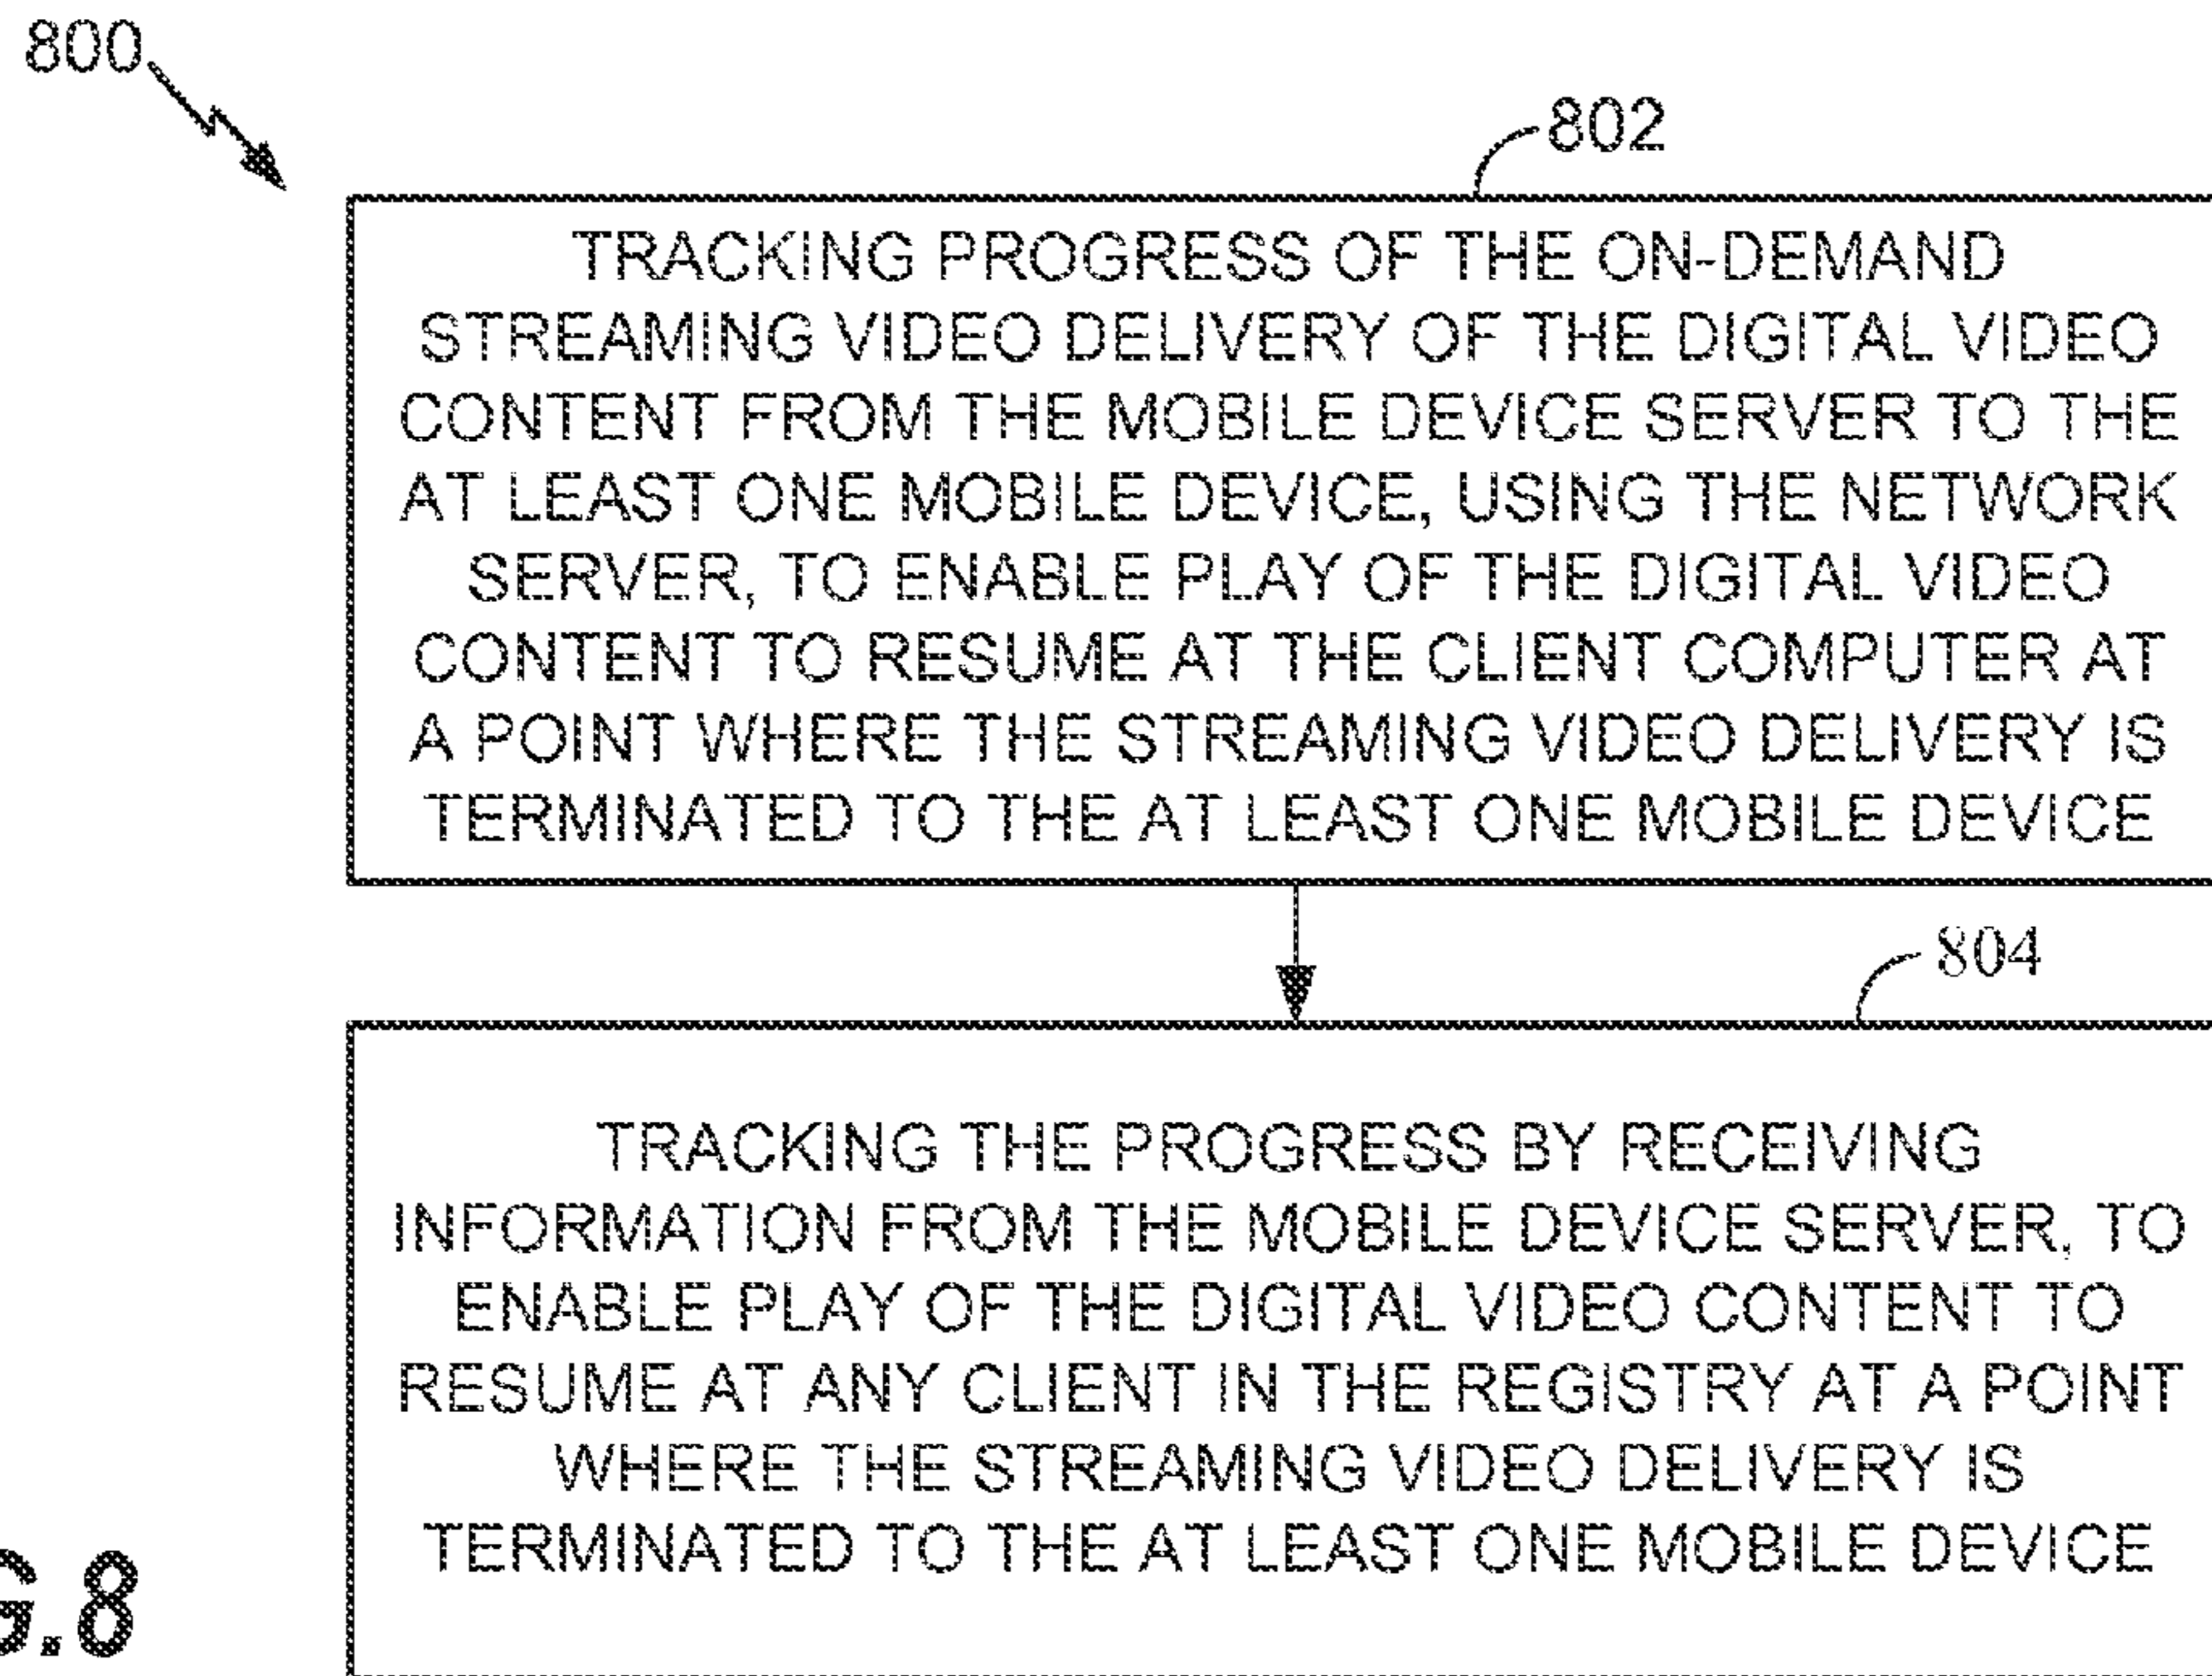 800
802
TRACKING PROGRESS OF THE ON-DEMAND
STREAMING VIDEO DELIVERY OF THE DIGITAL VIDEO
CONTENT FROM THE MOBILE DEVICE SERVER TO THE
AT LEAST ONE MOBILE DEVICE, USING THE NETWORK
SERVER, TO ENABLE PLAY OF THE DIGITAL VIDEO
CONTENT TO RESUME AT THE CLIENT COMPUTER AT
A POINT WHERE THE STREAMING VIDEO DELIVERY IS
TERMINATED TO THE AT LEAST ONE MOBILE DEVICE
804
TRACKING THE PROGRESS BY RECEIVING
INFORMATION FROM THE MOBILE DEVICE SERVER, TO
ENABLE PLAY OF THE DIGITAL VIDEO CONTENT TO
RESUME AT ANY CLIENT IN THE REGISTRY AT A POINT
WHERE THE STREAMING VIDEO DELIVERY IS
TERMINATED TO THE AT LEAST ONE MOBILE DEVICE
G.8